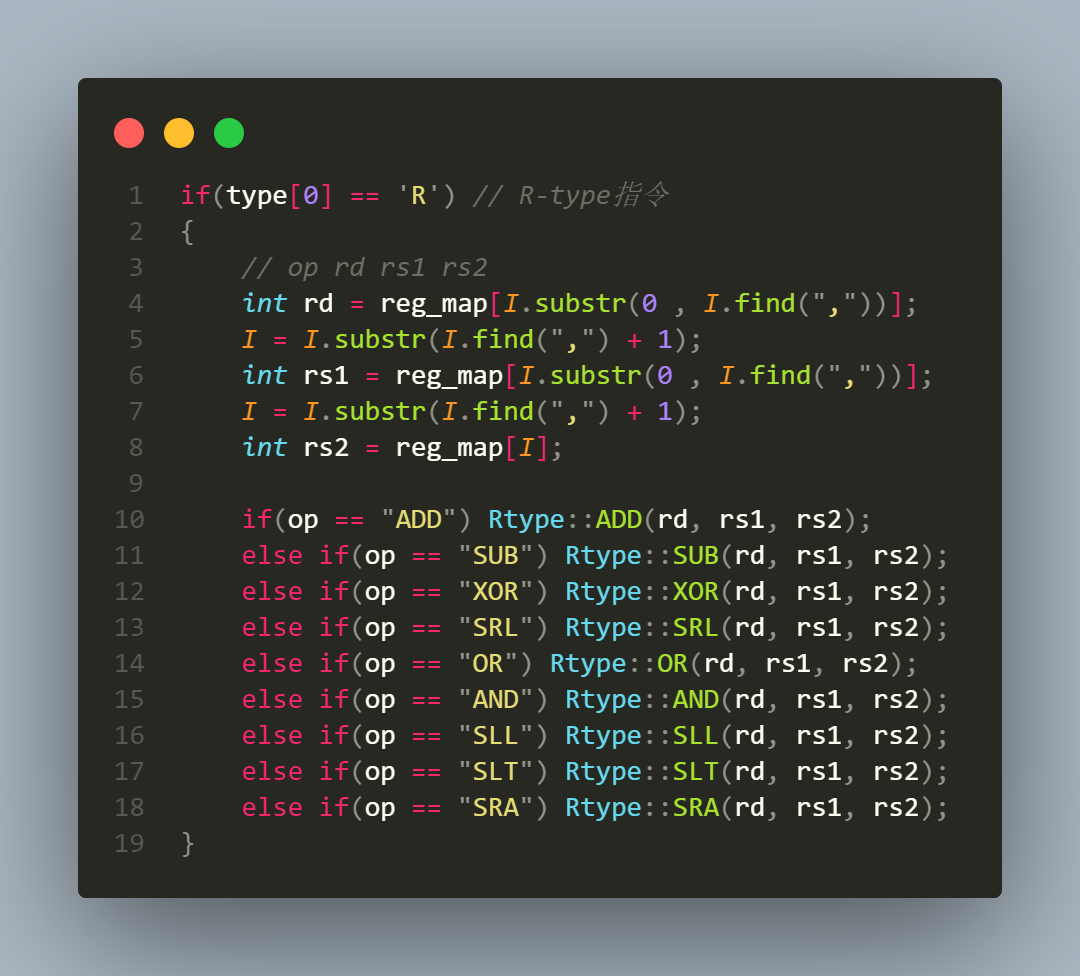 1 if(type[0] == 'R') // R-type指令
2 {
3     // op rd rs1 rs2
4     int rd = reg_map[I.substr(0 , I.find(","))];
5     I = I.substr(I.find(",") + 1);
6     int rs1 = reg_map[I.substr(0 , I.find(","))];
7     I = I.substr(I.find(",") + 1);
8     int rs2 = reg_map[I];
9
10     if(op == "ADD") Rtype::ADD(rd, rs1, rs2);
11     else if(op == "SUB") Rtype::SUB(rd, rs1, rs2);
12     else if(op == "XOR") Rtype::XOR(rd, rs1, rs2);
13     else if(op == "SRL") Rtype::SRL(rd, rs1, rs2);
14     else if(op == "OR") Rtype::OR(rd, rs1, rs2);
15     else if(op == "AND") Rtype::AND(rd, rs1, rs2);
16     else if(op == "SLL") Rtype::SLL(rd, rs1, rs2);
17     else if(op == "SLT") Rtype::SLT(rd, rs1, rs2);
18     else if(op == "SRA") Rtype::SRA(rd, rs1, rs2);
19 }